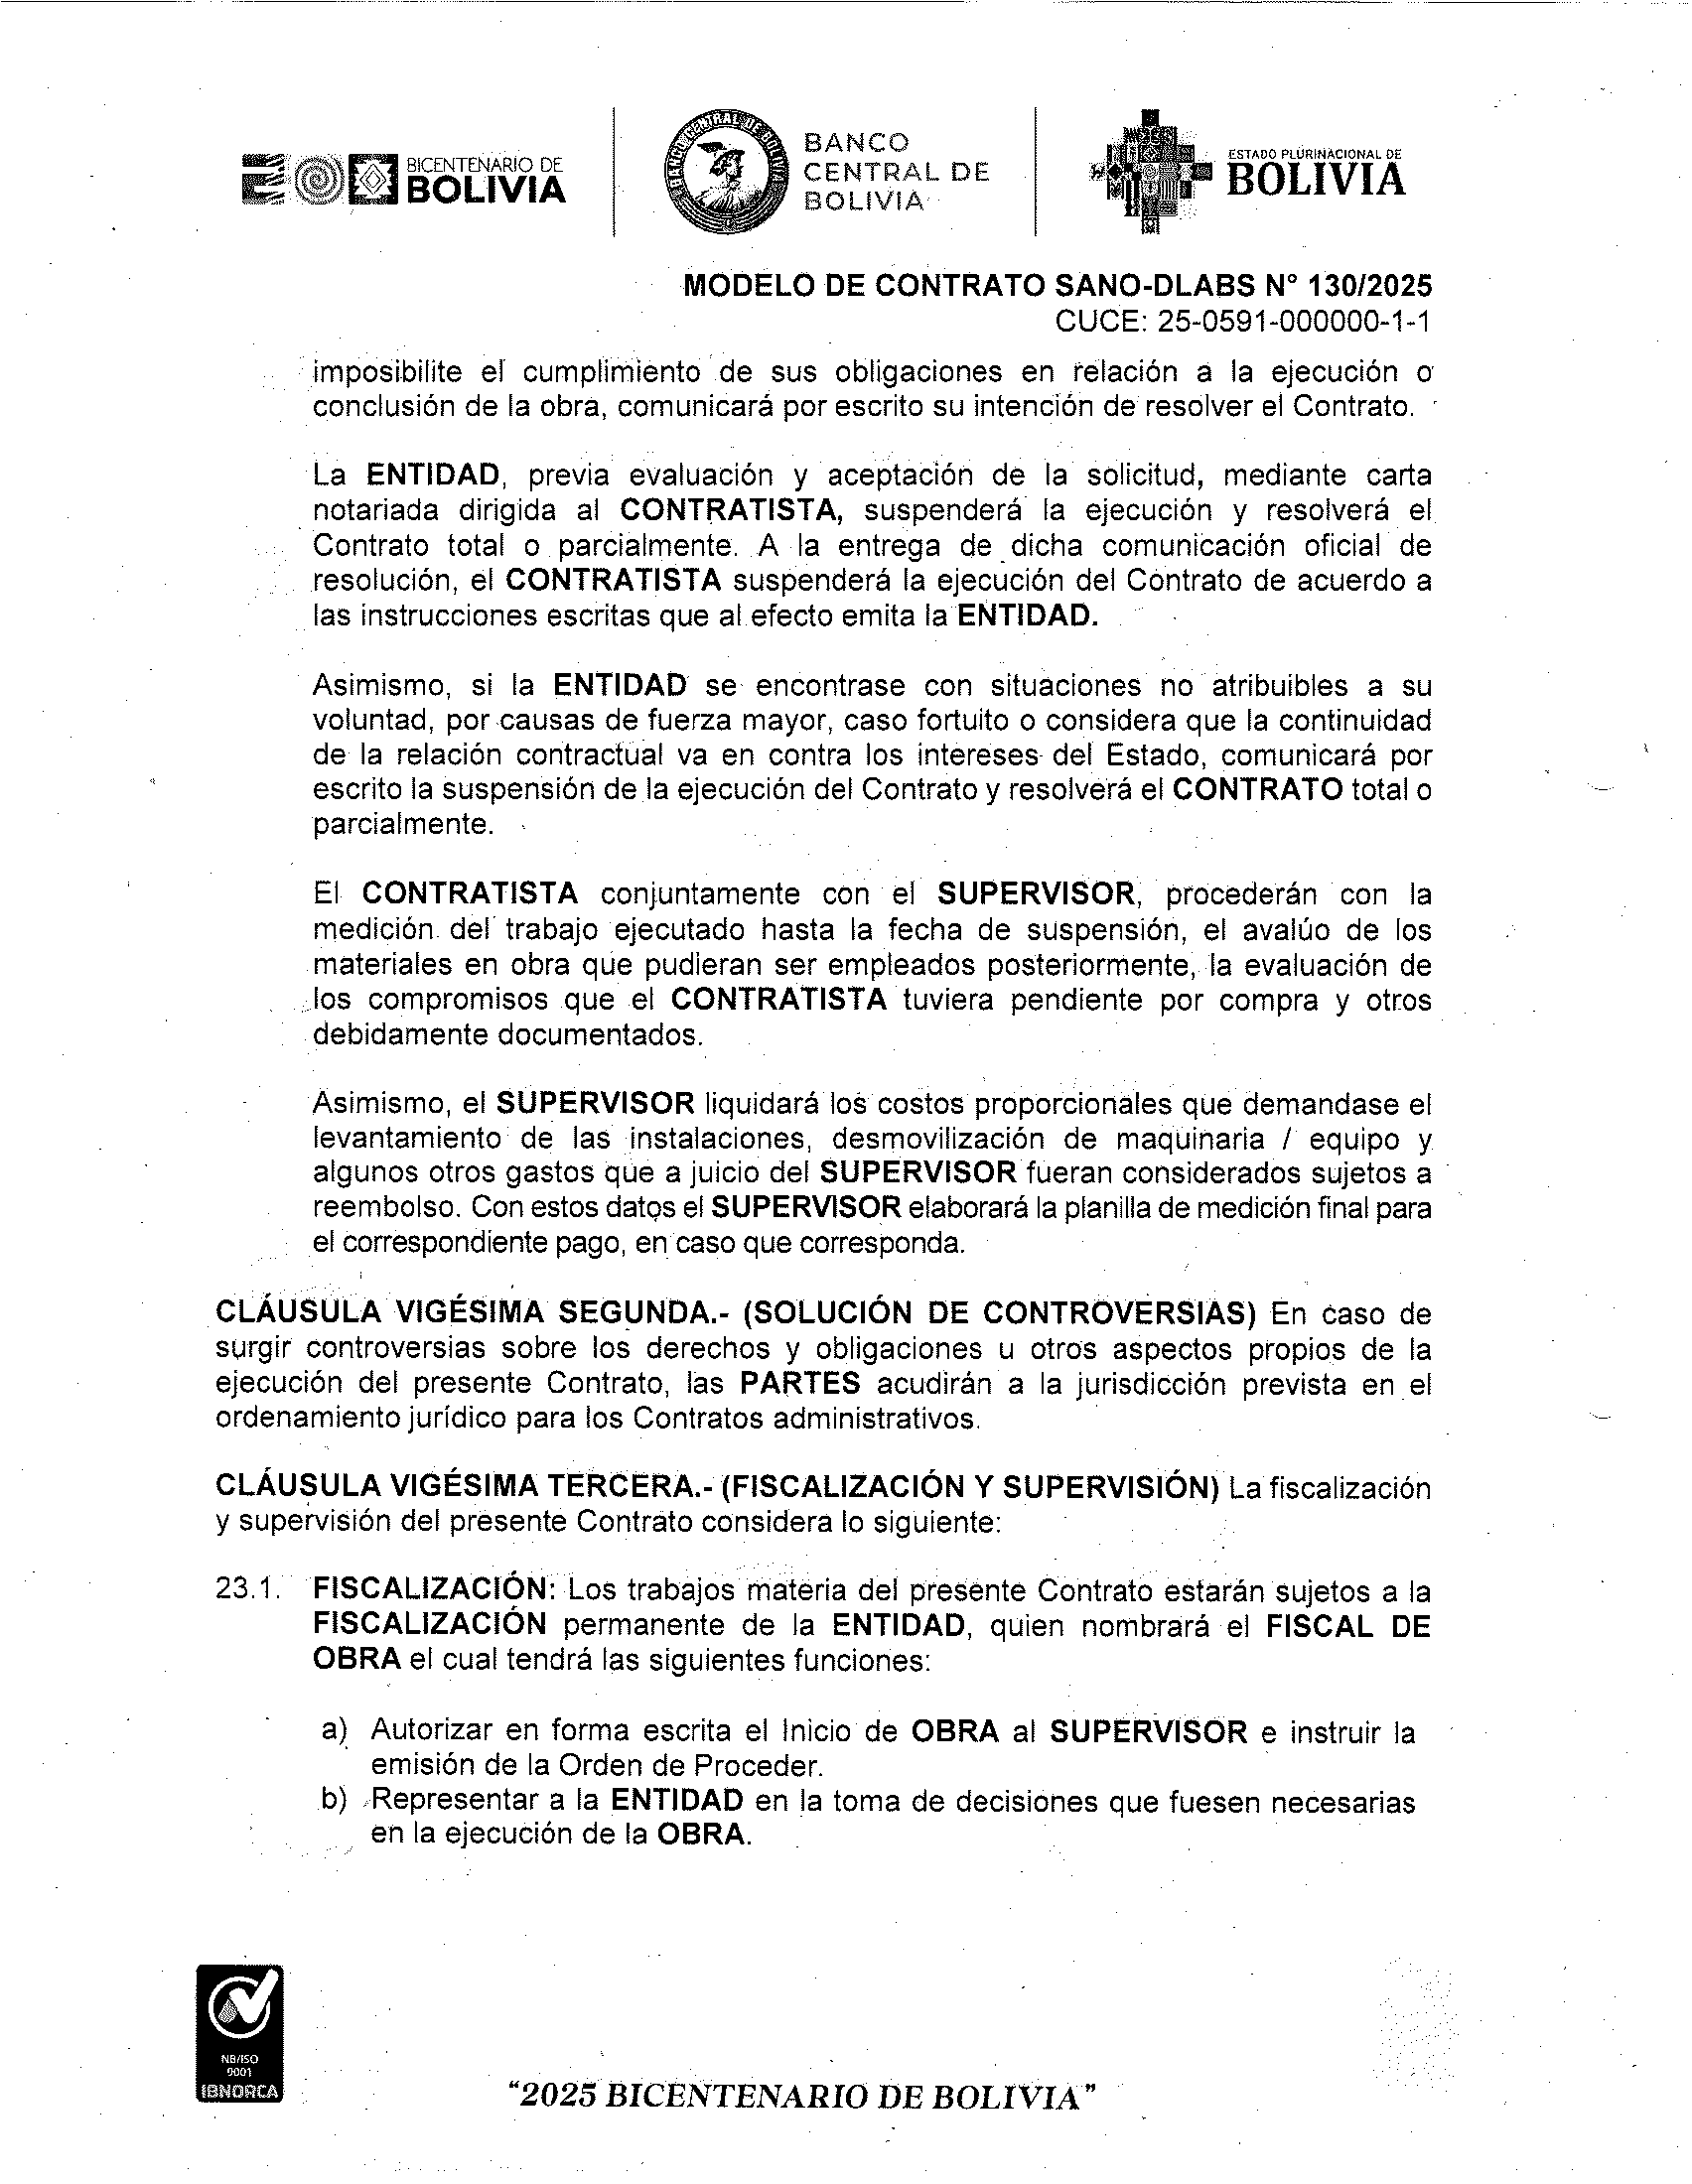 BICENTENARIO DE
BOLIVIA
BANCO CENTRAL DE BOLIVIA
BANCO
CENTRAL DE
BOLIVIA
ESTADO PLURINACIONAL DE
BOLIVIA
MODELO DE CONTRATO SANO-DLABS N° 130/2025
CUCE: 25-0591-000000-1-1
imposibilite el cumplimiento de sus obligaciones en relación a la ejecución o
conclusión de la obra, comunicará por escrito su intención de resolver el Contrato.
La ENTIDAD, previa evaluación y aceptación de la solicitud, mediante carta
notariada dirigida al CONTRATISTA, suspenderá la ejecución y resolverá el
Contrato total o parcialmente. A la entrega de dicha comunicación oficial de
resolución, el CONTRATISTA suspenderá la ejecución del Contrato de acuerdo a
las instrucciones escritas que al efecto emita la ENTIDAD.
Asimismo, si la ENTIDAD se encontrase con situaciones no atribuibles a su
voluntad, por causas de fuerza mayor, caso fortuito o considera que la continuidad
de la relación contractual va en contra los intereses del Estado, comunicará por
escrito la suspensión de la ejecución del Contrato y resolverá el CONTRATO total o
parcialmente.
El CONTRATISTA conjuntamente con el SUPERVISOR, procederán con la
medición del trabajo ejecutado hasta la fecha de suspensión, el avalúo de los
materiales en obra que pudieran ser empleados posteriormente, la evaluación de
los compromisos que el CONTRATISTA tuviera pendiente por compra y otros
debidamente documentados.
Asimismo, el SUPERVISOR liquidará los costos proporcionales que demandase el
levantamiento de las instalaciones, desmovilización de maquinaria / equipo y
algunos otros gastos que a juicio del SUPERVISOR fueran considerados sujetos a
reembolso. Con estos datos el SUPERVISOR elaborará la planilla de medición final para
el correspondiente pago, en caso que corresponda.
CLÁUSULA VIGÉSIMA SEGUNDA.- (SOLUCIÓN DE CONTROVERSIAS) En caso de
surgir controversias sobre los derechos y obligaciones u otros aspectos propios de la
ejecución del presente Contrato, las PARTES acudirán a la jurisdicción prevista en el
ordenamiento jurídico para los Contratos administrativos.
CLÁUSULA VIGÉSIMA TERCERA.- (FISCALIZACIÓN Y SUPERVISIÓN) La fiscalización
y supervisión del presente Contrato considera lo siguiente:
23.1. FISCALIZACIÓN: Los trabajos materia del presente Contrato estarán sujetos a la
FISCALIZACIÓN permanente de la ENTIDAD, quien nombrará el FISCAL DE
OBRA el cual tendrá las siguientes funciones:
a) Autorizar en forma escrita el Inicio de OBRA al SUPERVISOR e instruir la
emisión de la Orden de Proceder.
b) Representar a la ENTIDAD en la toma de decisiones que fuesen necesarias
en la ejecución de la OBRA.
NB/ISO
9001
IBNORCA
“2025 BICENTENARIO DE BOLIVIA”